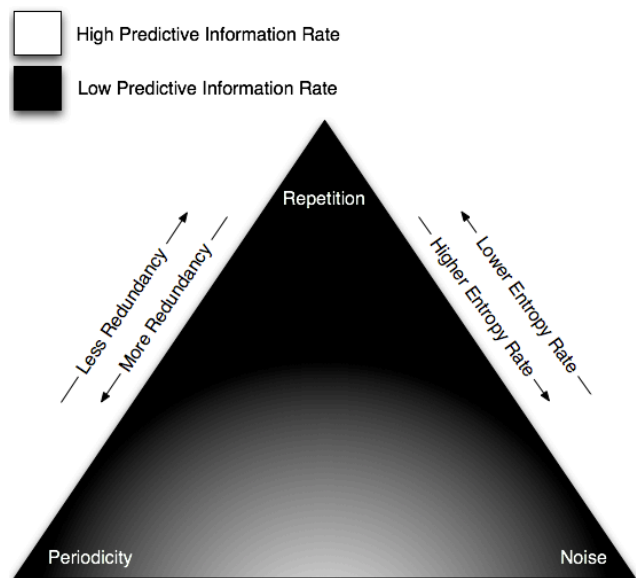 High Predictive Information Rate
Low Predictive Information Rate
Repetition
Less Redundancy
More Redundancy
Lower Entropy Rate
Higher Entropy Rate
Periodicity
Noise